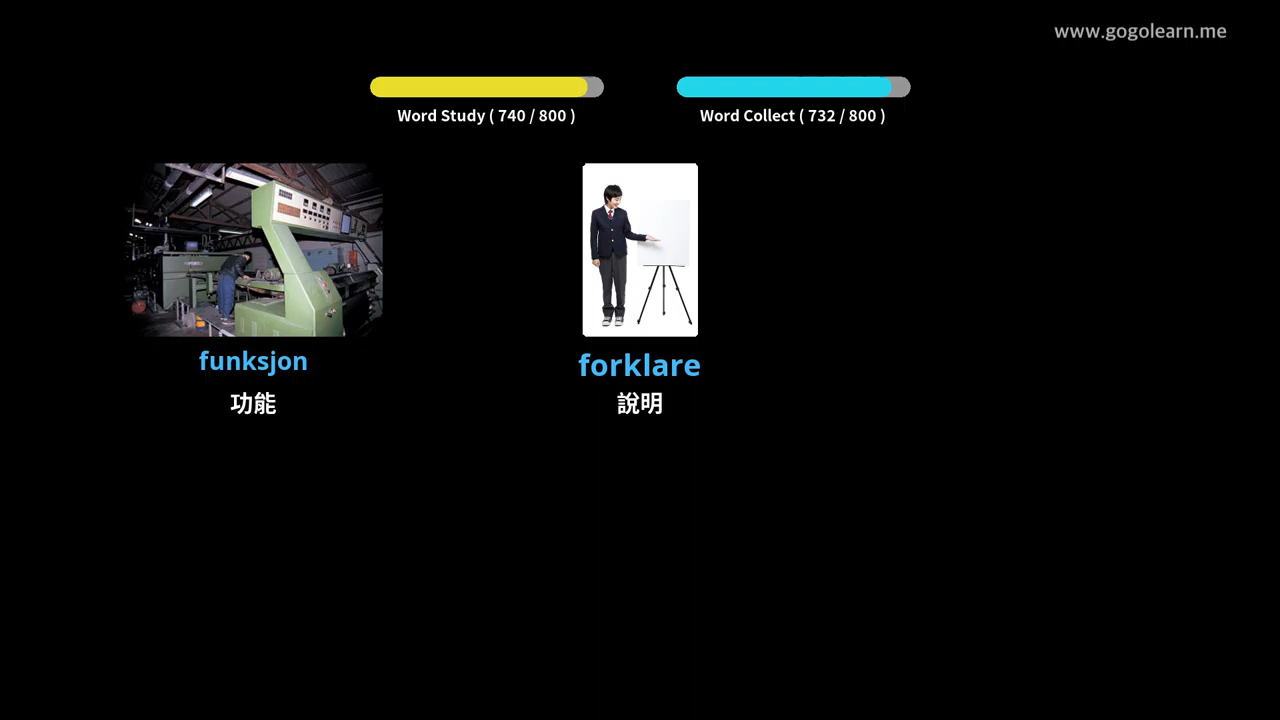 www.gogolearn.me
Word Study ( 740 / 800 )
Word Collect ( 732 / 800 )
funksjon
功能
forklare
說明